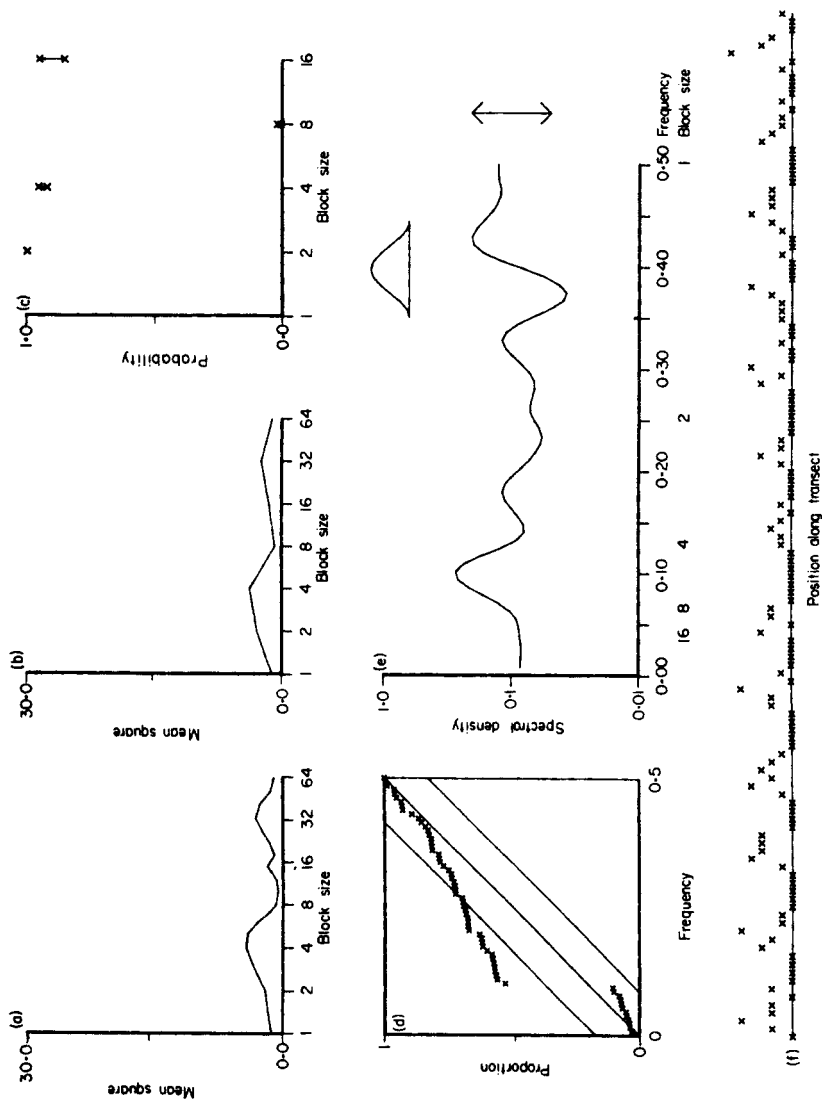 (a)
30·0
0·0
Mean square
1 2 4 8 16 32 64
Block size
(b)
30·0
0·0
Mean square
1 2 4 8 16 32 64
Block size
(c)
1·0
0·0
Probability
1 2 4 8 16
Block size
(d)
1
0
Proportion
0 0·5
Frequency
(e)
1·0
0·1
0·01
Spectral density
0·00 0·10 0·20 0·30 0·40 0·50 Frequency
16 8 4 2 1 Block size
(f)
Position along transect